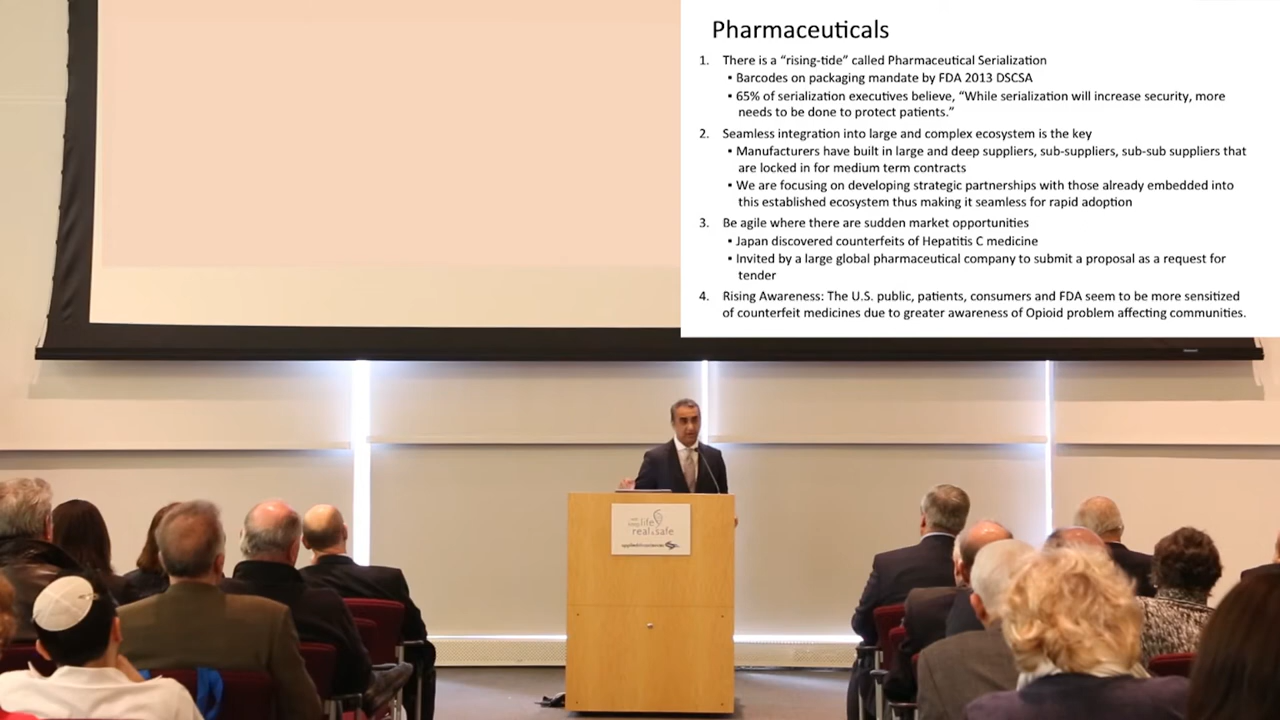 Pharmaceuticals
1. There is a “rising-tide” called Pharmaceutical Serialization
▪ Barcodes on packaging mandate by FDA 2013 DSCSA
▪ 65% of serialization executives believe, “While serialization will increase security, more
needs to be done to protect patients.”
2. Seamless integration into large and complex ecosystem is the key
▪ Manufacturers have built in large and deep suppliers, sub-suppliers, sub-sub suppliers that
are locked in for medium term contracts
▪ We are focusing on developing strategic partnerships with those already embedded into
this established ecosystem thus making it seamless for rapid adoption
3. Be agile where there are sudden market opportunities
▪ Japan discovered counterfeits of Hepatitis C medicine
▪ Invited by a large global pharmaceutical company to submit a proposal as a request for
tender
4. Rising Awareness: The U.S. public, patients, consumers and FDA seem to be more sensitized
of counterfeit medicines due to greater awareness of Opioid problem affecting communities.
life
real safe